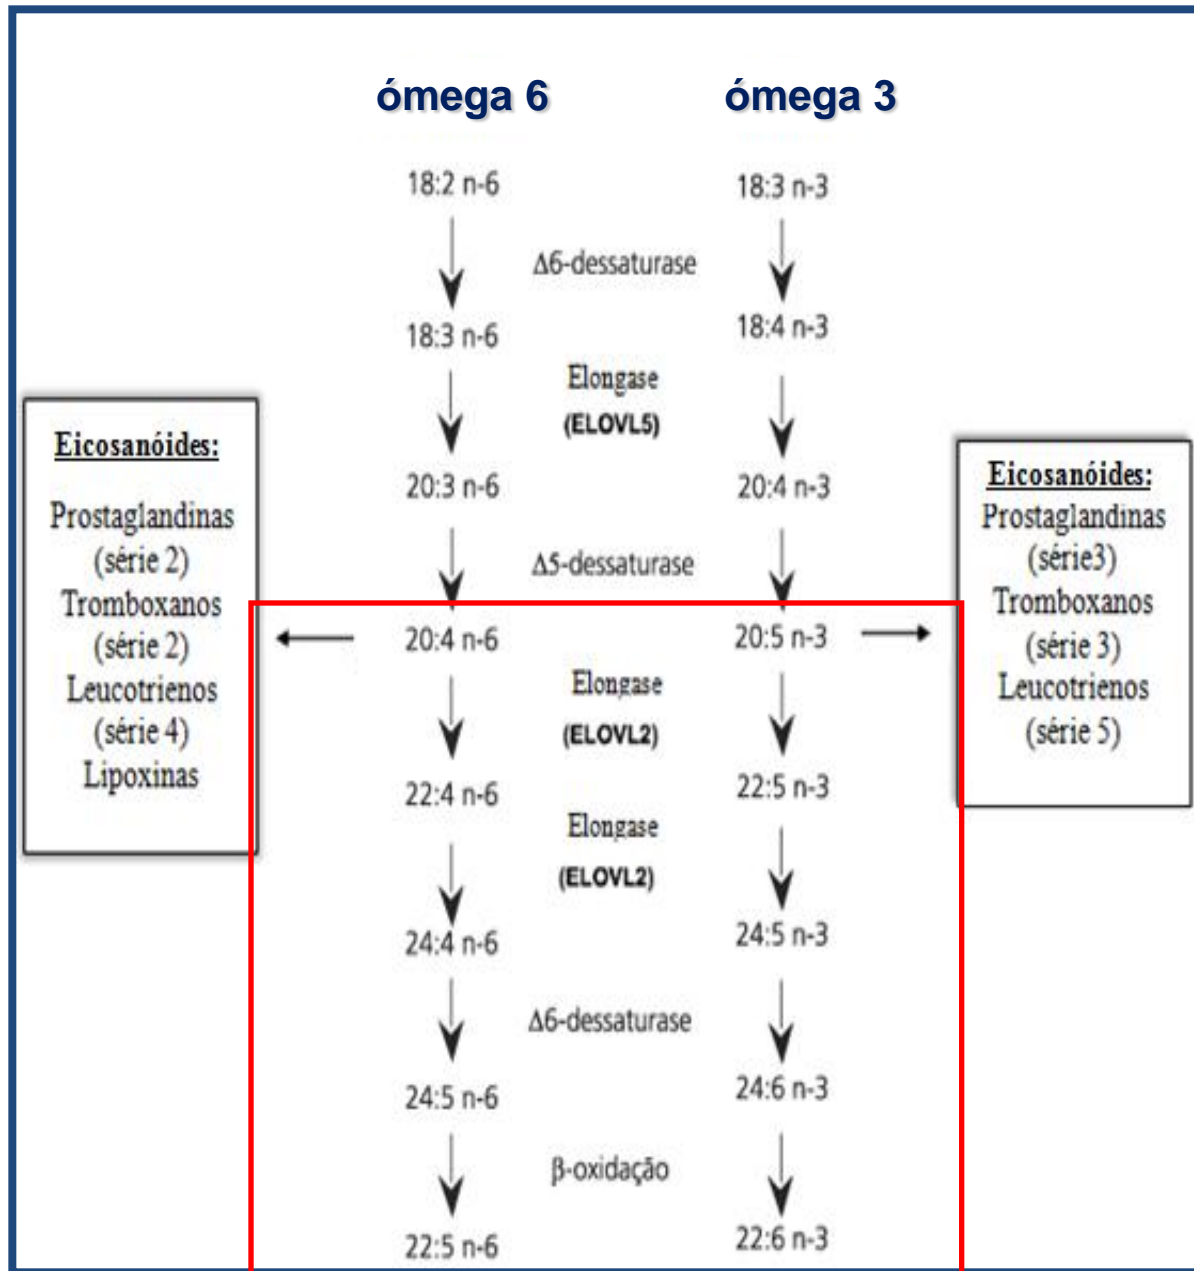 ómega 6
ómega 3
18:2 n-6
18:3 n-3
Δ6-dessaturase
18:3 n-6
18:4 n-3
Elongase
(ELOVL5)
20:3 n-6
20:4 n-3
Δ5-dessaturase
20:4 n-6
20:5 n-3
Elongase
(ELOVL2)
22:4 n-6
22:5 n-3
Elongase
(ELOVL2)
24:4 n-6
24:5 n-3
Δ6-dessaturase
24:5 n-6
24:6 n-3
β-oxidação
22:5 n-6
22:6 n-3
Eicosanóides:
Prostaglandinas
(série 2)
Tromboxanos
(série 2)
Leucotrienos
(série 4)
Lipoxinas
Eicosanóides:
Prostaglandinas
(série3)
Tromboxanos
(série 3)
Leucotrienos
(série 5)